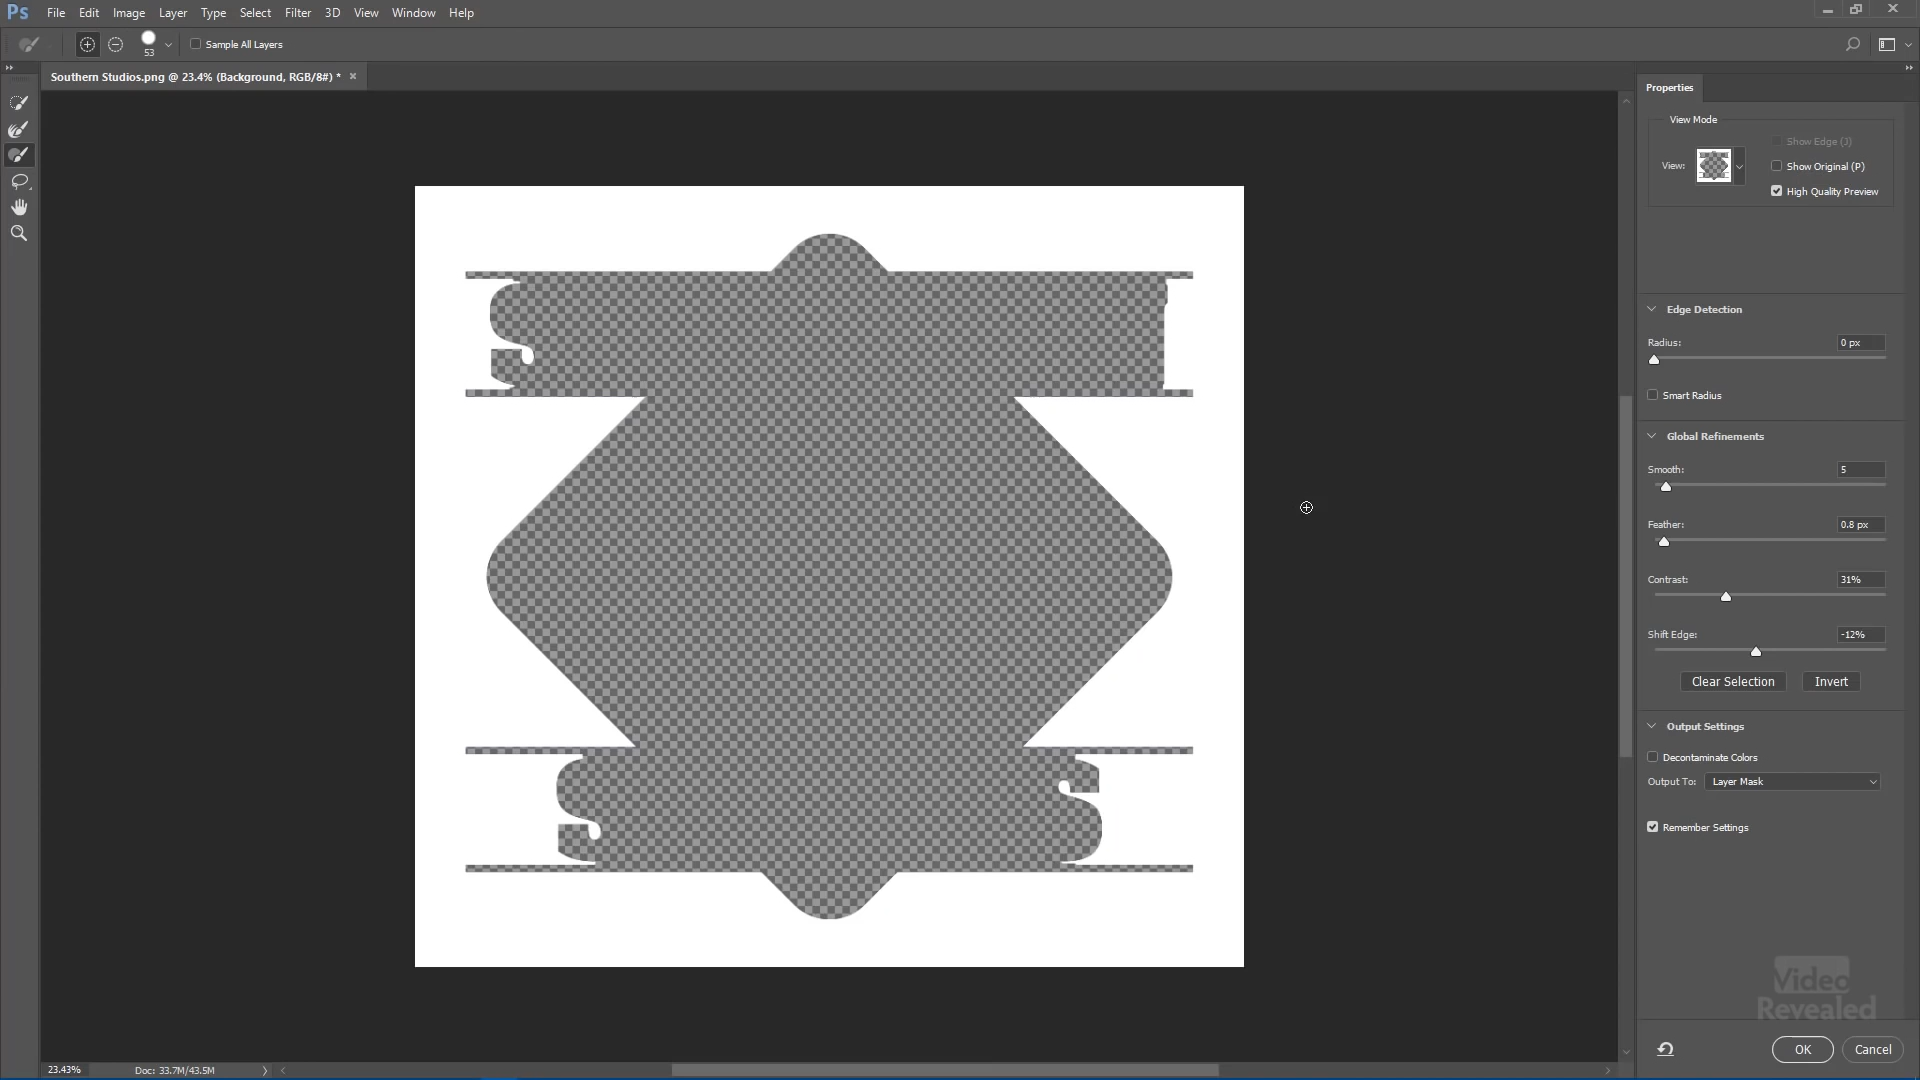 Ps File Edit Image Layer Type Select Filter 3D View Window Help
53 Sample All Layers
Southern Studios.png @ 23.4% (Background, RGB/8#) * ×
Properties
View Mode
Show Edge (J)
View: Show Original (P)
High Quality Preview
S
Edge Detection
Radius: 0 px
Smart Radius
Global Refinements
Smooth: 5
Feather: 0.8 px
Contrast: 31%
Shift Edge: -12%
Clear Selection Invert
Output Settings
Decontaminate Colors
Output To: Layer Mask
S S
Remember Settings
Video
Revealed
OK Cancel
23.43% Doc: 33.7M/43.5M